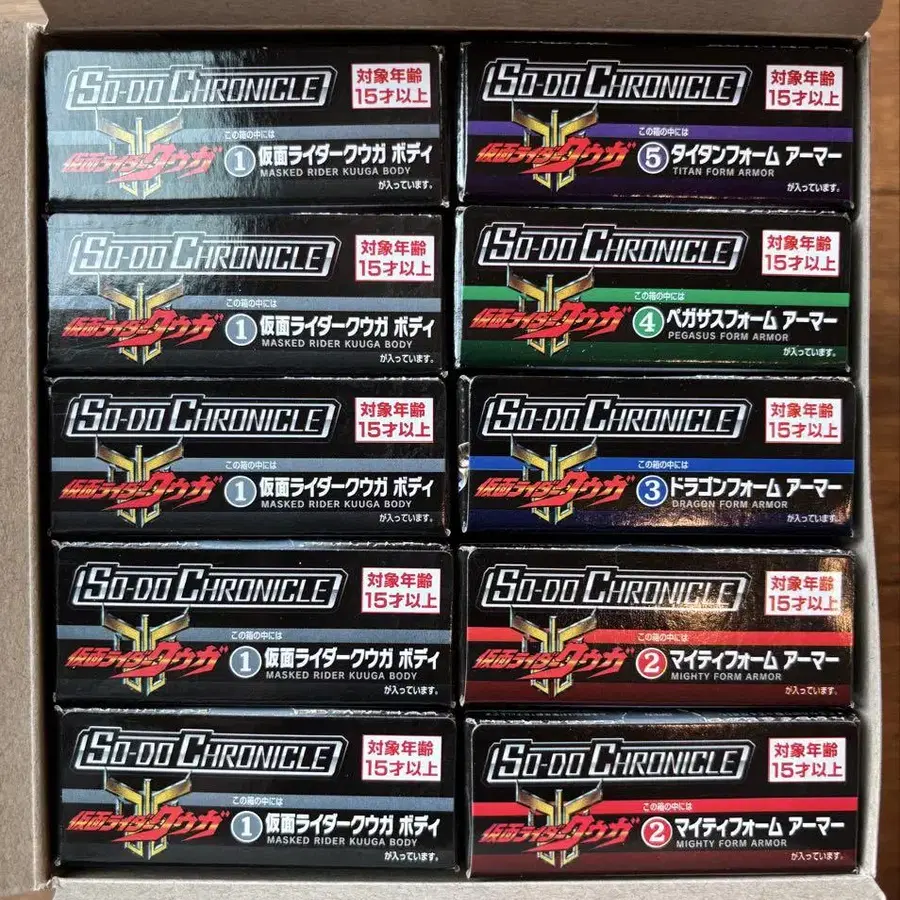 SO-DO CHRONICLE
対象年齢
15才以上
この箱の中には
仮面ライダークウガ
1 仮面ライダークウガ ボディ
MASKED RIDER KUUGA BODY
が入っています。
SO-DO CHRONICLE
対象年齢
15才以上
この箱の中には
仮面ライダークウガ
5 タイタンフォーム アーマー
TITAN FORM ARMOR
が入っています。
SO-DO CHRONICLE
対象年齢
15才以上
この箱の中には
仮面ライダークウガ
1 仮面ライダークウガ ボディ
MASKED RIDER KUUGA BODY
が入っています。
SO-DO CHRONICLE
対象年齢
15才以上
この箱の中には
仮面ライダークウガ
4 ペガサスフォーム アーマー
PEGASUS FORM ARMOR
が入っています。
SO-DO CHRONICLE
対象年齢
15才以上
この箱の中には
仮面ライダークウガ
1 仮面ライダークウガ ボディ
MASKED RIDER KUUGA BODY
が入っています。
SO-DO CHRONICLE
対象年齢
15才以上
この箱の中には
仮面ライダークウガ
3 ドラゴンフォーム アーマー
DRAGON FORM ARMOR
が入っています。
SO-DO CHRONICLE
対象年齢
15才以上
この箱の中には
仮面ライダークウガ
1 仮面ライダークウガ ボディ
MASKED RIDER KUUGA BODY
が入っています。
SO-DO CHRONICLE
対象年齢
15才以上
この箱の中には
仮面ライダークウガ
2 マイティフォーム アーマー
MIGHTY FORM ARMOR
が入っています。
SO-DO CHRONICLE
対象年齢
15才以上
この箱の中には
仮面ライダークウガ
1 仮面ライダークウガ ボディ
MASKED RIDER KUUGA BODY
が入っています。
SO-DO CHRONICLE
対象年齢
15才以上
この箱の中には
仮面ライダークウガ
2 マイティフォーム アーマー
MIGHTY FORM ARMOR
が入っています。